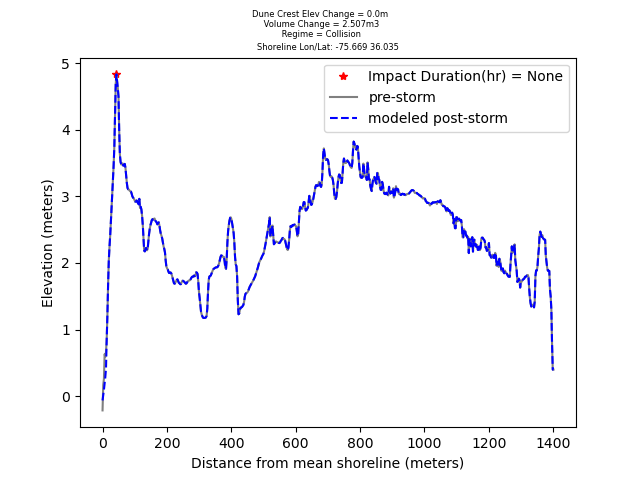 Dune Crest Elev Change = 0.0m
Volume Change = 2.507m3
Regime = Collision
Shoreline Lon/Lat: -75.669 36.035
Impact Duration(hr) = None
pre-storm
modeled post-storm
Elevation (meters)
5
4
3
2
1
0
0 200 400 600 800 1000 1200 1400
Distance from mean shoreline (meters)